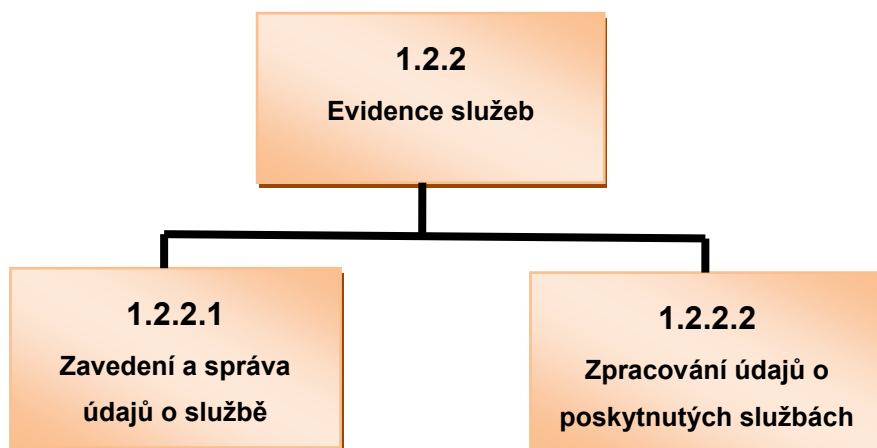 1.2.2
Evidence služeb
1.2.2.1
Zavedení a správa
údajů o službě
1.2.2.2
Zpracování údajů o
poskytnutých službách